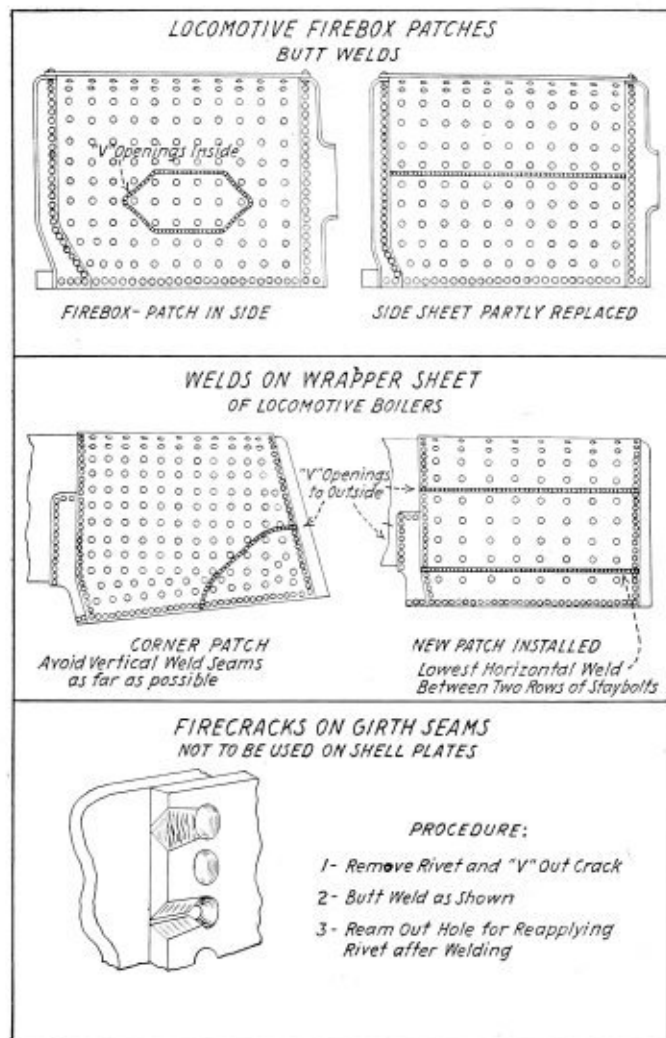 LOCOMOTIVE FIREBOX PATCHES
BUTT WELDS
"V" Openings Inside
FIREBOX- PATCH IN SIDE
SIDE SHEET PARTLY REPLACED
WELDS ON WRAPPER SHEET
OF LOCOMOTIVE BOILERS
"V" Openings
to Outside
CORNER PATCH
Avoid Vertical Weld Seams
as far as possible
NEW PATCH INSTALLED
Lowest Horizontal Weld
Between Two Rows of Staybolts
FIRECRACKS ON GIRTH SEAMS
NOT TO BE USED ON SHELL PLATES
PROCEDURE:
1- Remove Rivet and "V" Out Crack
2- Butt Weld as Shown
3- Ream Out Hole for Reapplying
Rivet after Welding